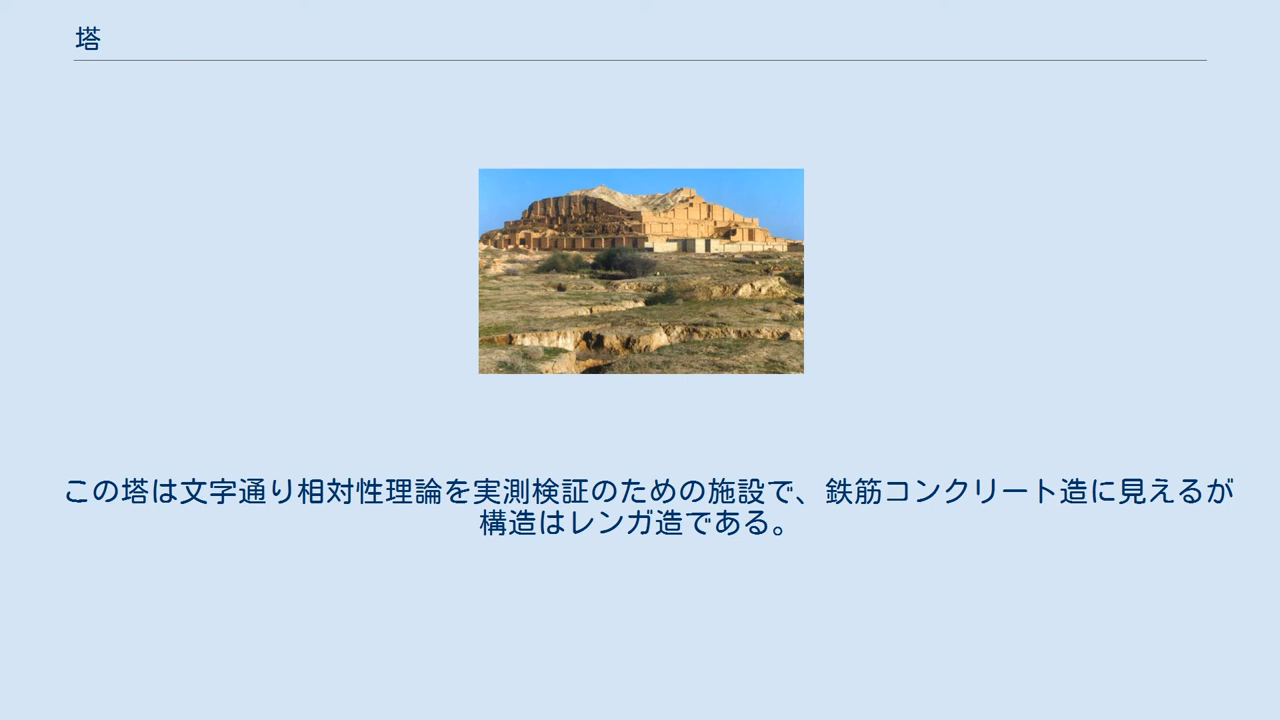 塔
この塔は文字通り相対性理論を実測検証のための施設で、鉄筋コンクリート造に見えるが
構造はレンガ造である。